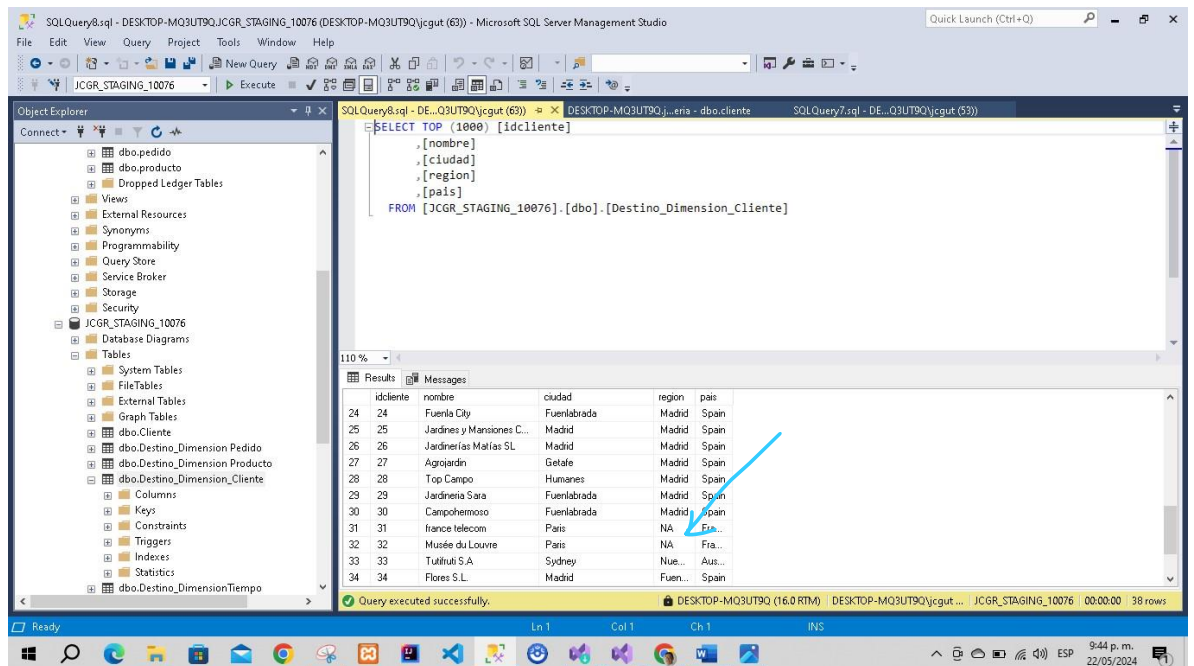 SQLQuery8.sql - DESKTOP-MQ3UT9Q.JCGR_STAGING_10076 (DESKTOP-MQ3UT9Q\jcgut (63)) - Microsoft SQL Server Management Studio
Quick Launch (Ctrl+Q)
File Edit View Query Project Tools Window Help
New Query
JCGR_STAGING_10076 Execute
Object Explorer
Connect
dbo.pedido
dbo.producto
Dropped Ledger Tables
Views
External Resources
Synonyms
Programmability
Query Store
Service Broker
Storage
Security
JCGR_STAGING_10076
Database Diagrams
Tables
System Tables
FileTables
External Tables
Graph Tables
dbo.Cliente
dbo.Destino_Dimension Pedido
dbo.Destino_Dimension Producto
dbo.Destino_Dimension_Cliente
Columns
Keys
Constraints
Triggers
Indexes
Statistics
dbo.Destino_DimensionTiempo
SQLQuery8.sql - DE...Q3UT9Q\jcgut (63)) DESKTOP-MQ3UT9Q.j...eria - dbo.cliente SQLQuery7.sql - DE...Q3UT9Q\jcgut (53))
SELECT TOP (1000) [idcliente]
,[nombre]
,[ciudad]
,[region]
,[pais]
FROM [JCGR_STAGING_10076].[dbo].[Destino_Dimension_Cliente]
110 %
Results Messages
idcliente nombre ciudad region pais
24 24 Fuenla City Fuenlabrada Madrid Spain
25 25 Jardines y Mansiones C... Madrid Madrid Spain
26 26 Jardinerías Matías SL Madrid Madrid Spain
27 27 Agrojardin Getafe Madrid Spain
28 28 Top Campo Humanes Madrid Spain
29 29 Jardineria Sara Fuenlabrada Madrid Spain
30 30 Campohermoso Fuenlabrada Madrid Spain
31 31 france telecom Paris NA
32 32 Musée du Louvre Paris NA Fra...
33 33 Tutifruti S.A Sydney Nue... Aus...
34 34 Flores S.L. Madrid Fuen... Spain
Query executed successfully. DESKTOP-MQ3UT9Q (16.0 RTM) DESKTOP-MQ3UT9Q\jcgut ... JCGR_STAGING_10076 00:00:00 38 rows
Ready Ln 1 Col 1 Ch 1 INS
ESP 9:44 p. m.
22/05/2024